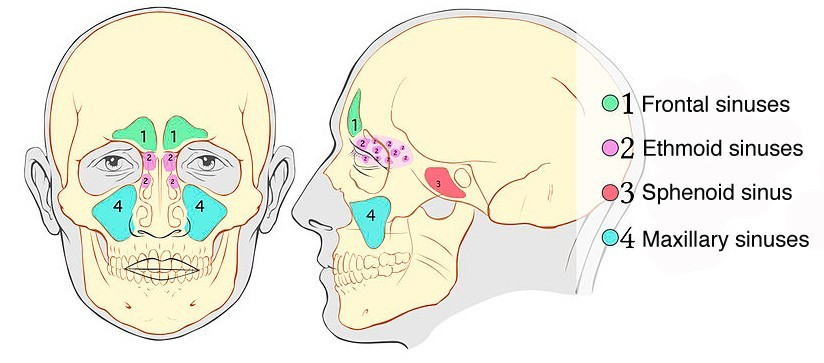 1 1
2 2
2 2
4 4
1
2 2 2 2 2 2 2 2 2 2
3
4
1 Frontal sinuses
2 Ethmoid sinuses
3 Sphenoid sinus
4 Maxillary sinuses